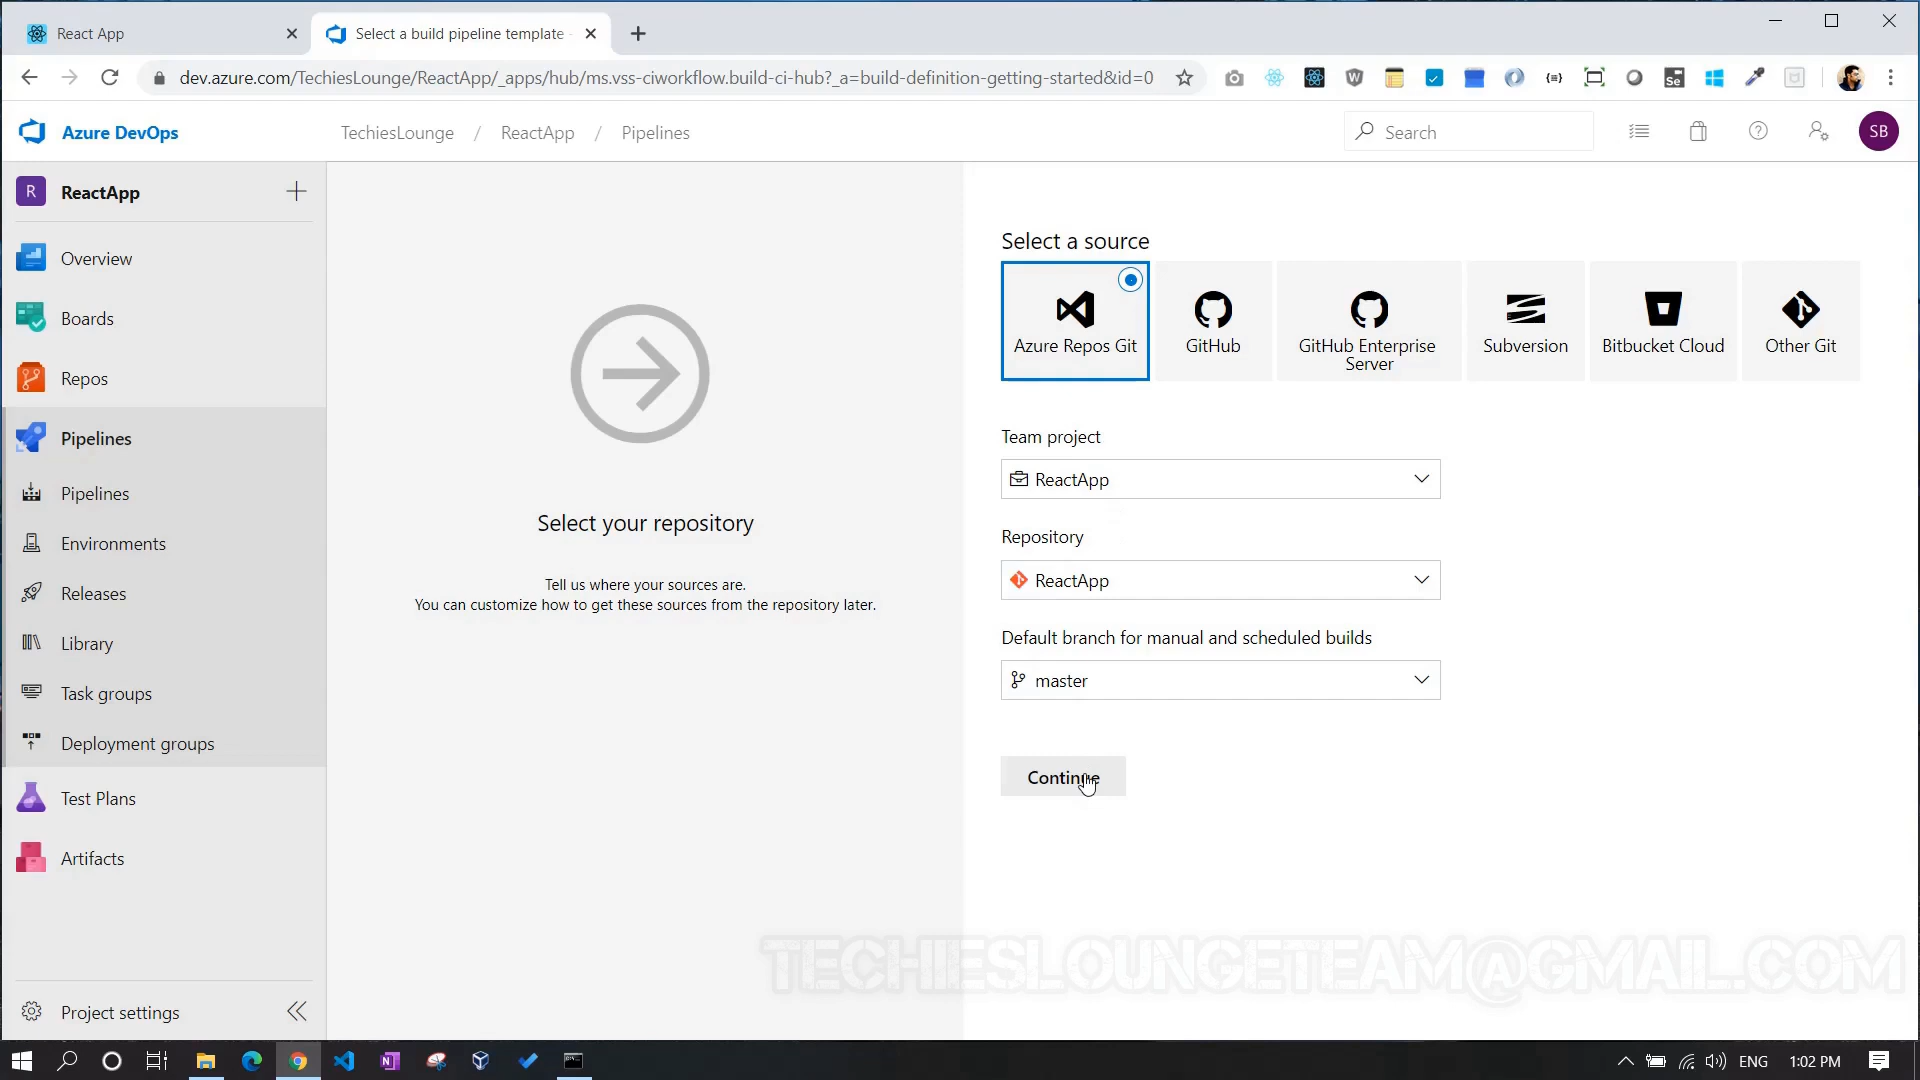 React App
Select a build pipeline template
dev.azure.com/TechiesLounge/ReactApp/_apps/hub/ms.vss-ciworkflow.build-ci-hub?_a=build-definition-getting-started&id=0
Azure DevOps
TechiesLounge / ReactApp / Pipelines
Search
SB
R ReactApp
Overview
Boards
Repos
Pipelines
Pipelines
Environments
Releases
Library
Task groups
Deployment groups
Test Plans
Artifacts
Project settings
Select your repository
Tell us where your sources are.
You can customize how to get these sources from the repository later.
Select a source
Azure Repos Git
GitHub
GitHub Enterprise
Server
Subversion
Bitbucket Cloud
Other Git
Team project
ReactApp
Repository
ReactApp
Default branch for manual and scheduled builds
master
Continue
TECHIESLOUNGETEAM@GMAIL.COM
ENG
1:02 PM